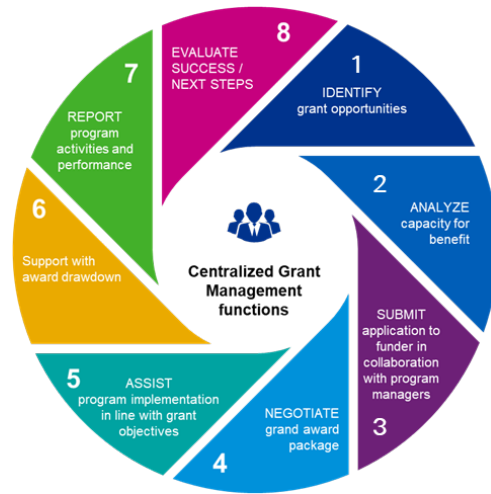 1
IDENTIFY
grant opportunities
2
ANALYZE
capacity for
benefit
SUBMIT
application to
funder in
collaboration
with program
managers
3
NEGOTIATE
grand award
package
4
5
ASSIST
program implementation
in line with grant
objectives
6
Support with
award drawdown
7
REPORT
program
activities and
performance
8
EVALUATE
SUCCESS /
NEXT STEPS
Centralized Grant
Management
functions